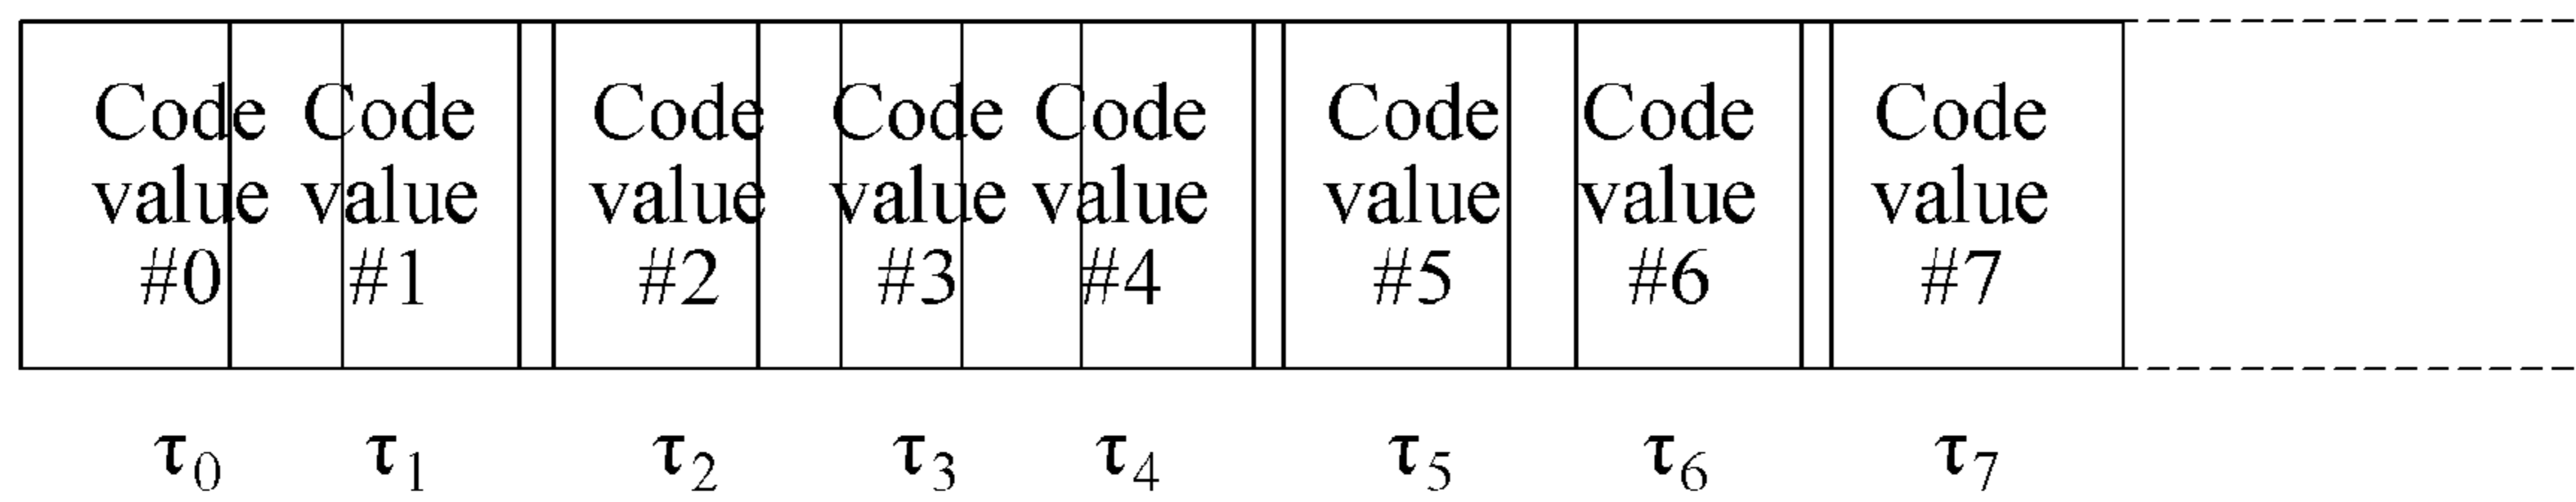 Code Code Code Code Code Code Code Code
value value value value value value value value
#0 #1 #2 #3 #4 #5 #6 #7
τ0 τ1 τ2 τ3 τ4 τ5 τ6 τ7